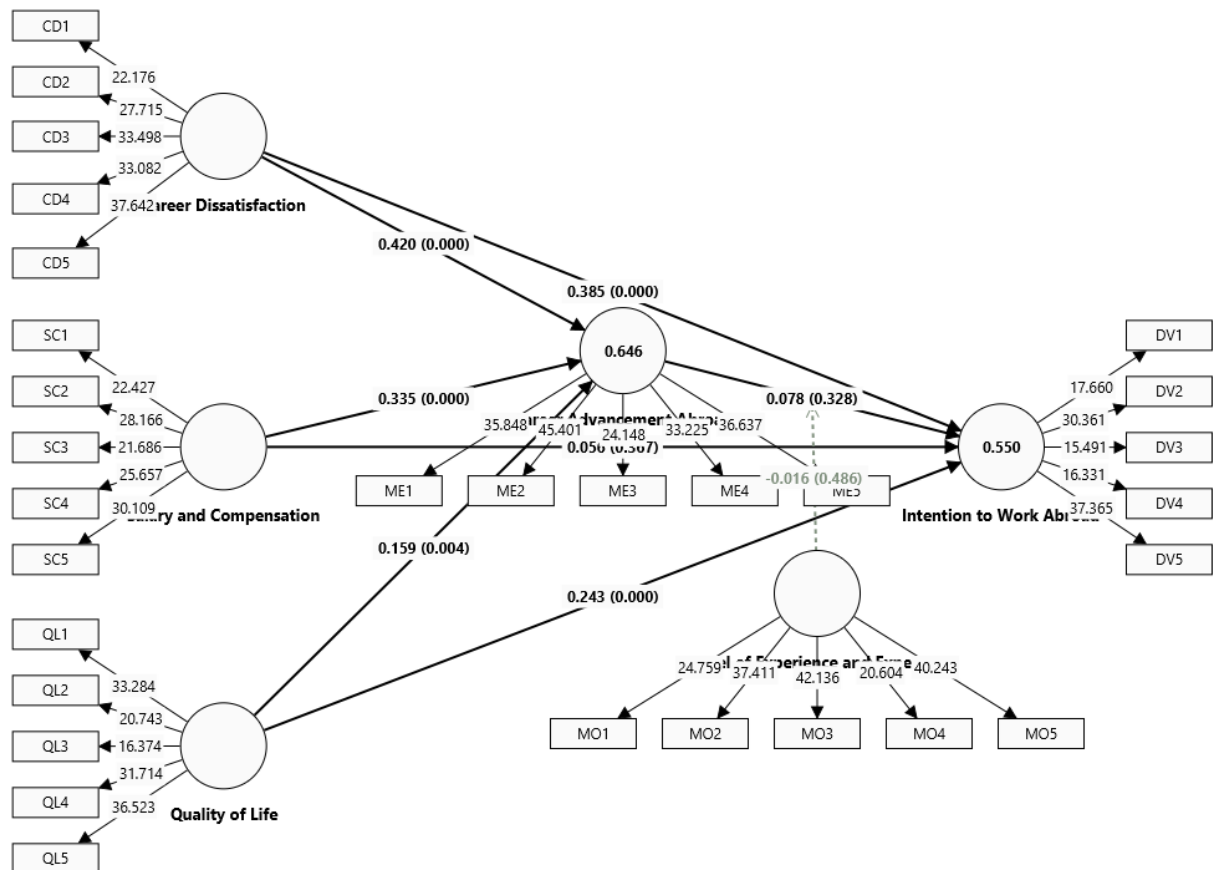 CD1
22.176
CD2
27.715
CD3
33.498
CD4
33.082
CD5
37.642
Dissatisfaction
0.420 (0.000)
0.385 (0.000)
SC1
22.427
SC2
28.166
SC3
21.686
SC4
25.657
SC5
30.109
and Compensation
0.335 (0.000)
0.646
0.078 (0.328)
35.848
45.401
24.148
33.225
36.637
ME1
ME2
ME3
ME4
ME5
-0.016 (0.486)
0.159 (0.004)
0.243 (0.000)
DV1
17.660
DV2
30.361
DV3
15.491
DV4
16.331
DV5
37.365
0.550
Intention to Work
QL1
33.284
QL2
20.743
QL3
16.374
QL4
31.714
QL5
36.523
Quality of Life
of Experience and
24.759
37.411
42.136
20.604
40.243
MO1
MO2
MO3
MO4
MO5